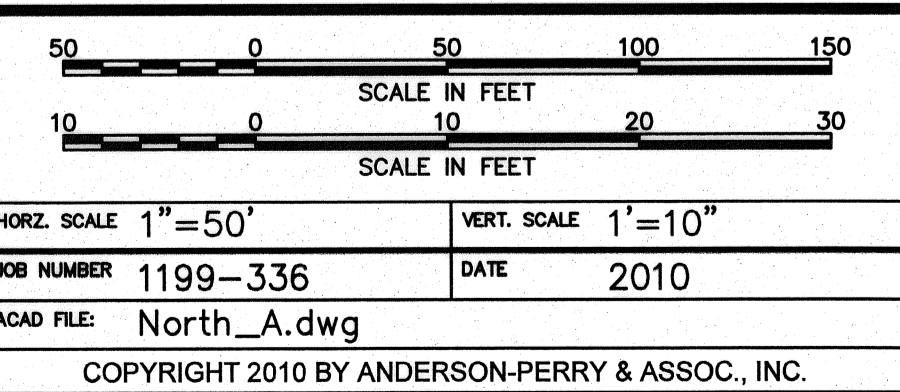 50 0 50 100 150
SCALE IN FEET
10 0 10 20 30
SCALE IN FEET
HORZ. SCALE 1"=50' VERT. SCALE 1'=10"
JOB NUMBER 1199-336 DATE 2010
ACAD FILE: North_A.dwg
COPYRIGHT 2010 BY ANDERSON-PERRY & ASSOC., INC.